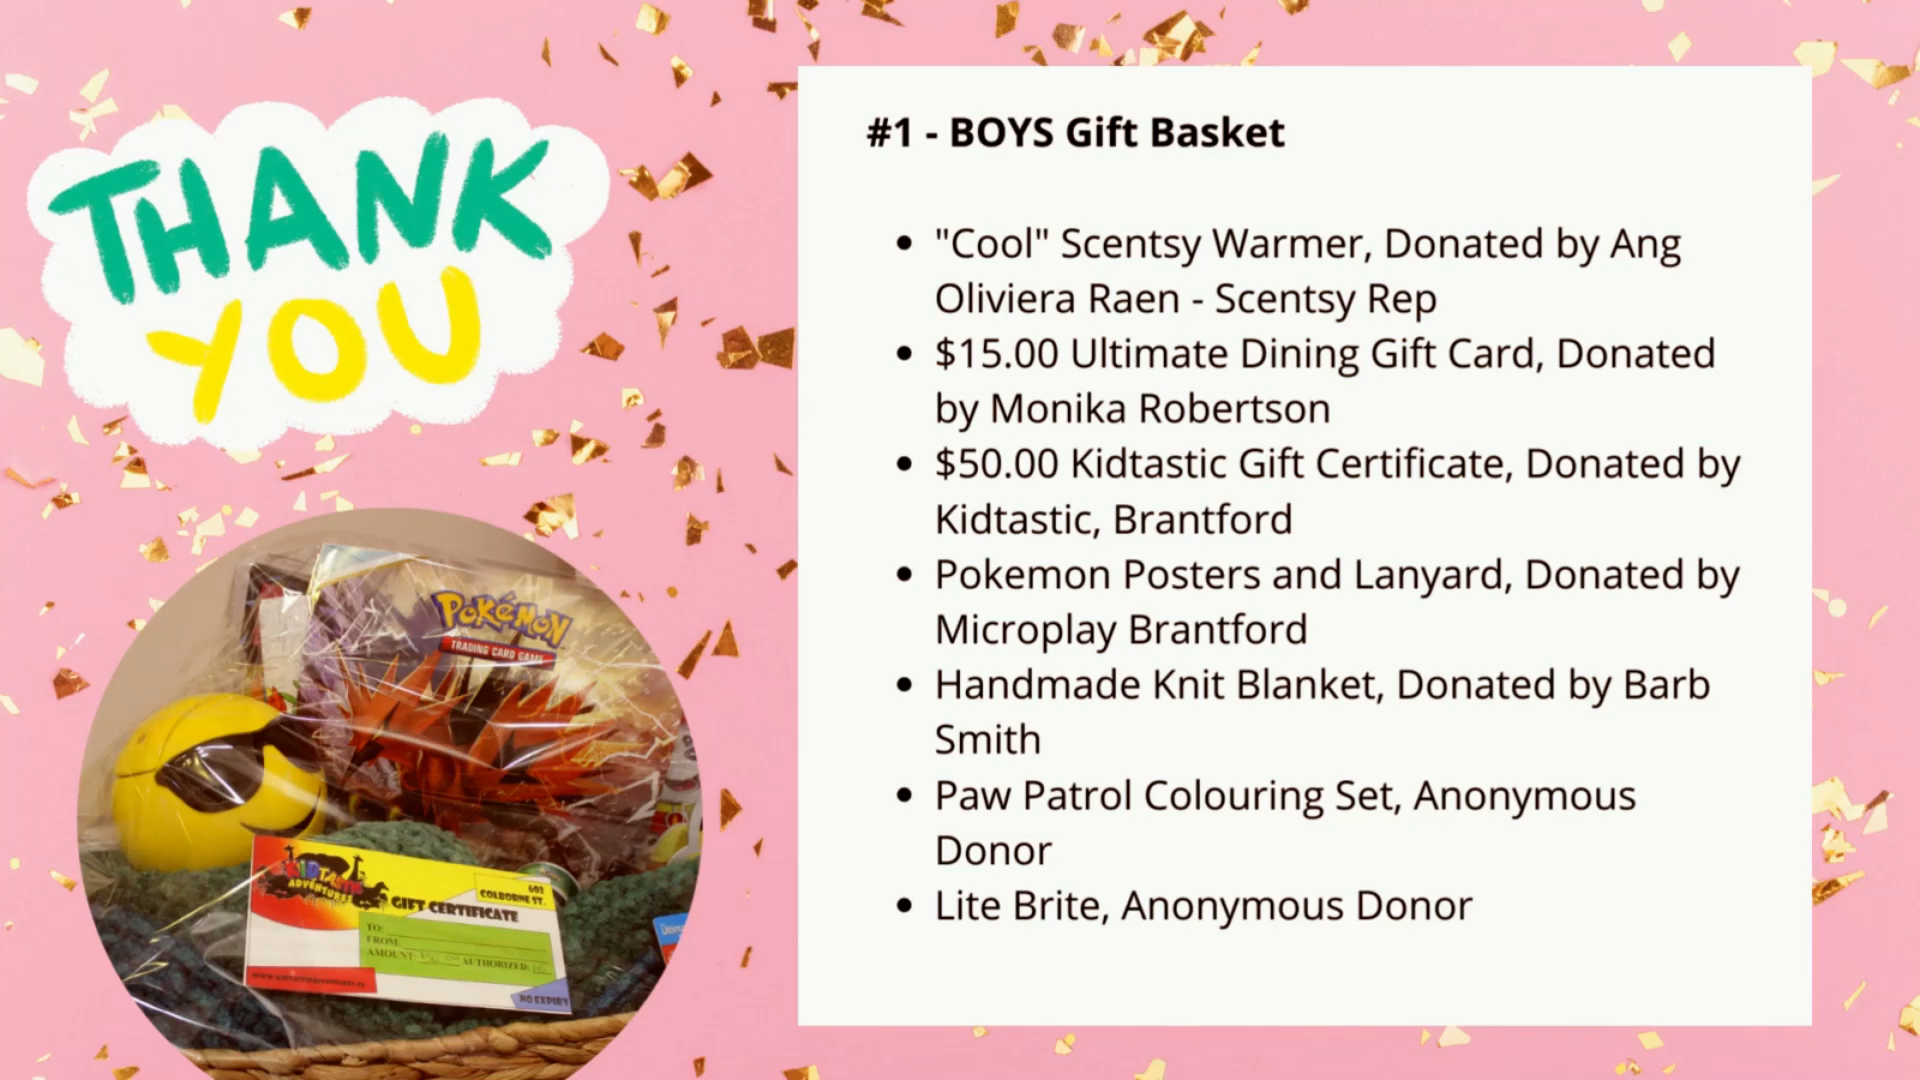 THANK
YOU
#1 - BOYS Gift Basket
"Cool" Scentsy Warmer, Donated by Ang
Oliviera Raen - Scentsy Rep
$15.00 Ultimate Dining Gift Card, Donated
by Monika Robertson
$50.00 Kidtastic Gift Certificate, Donated by
Kidtastic, Brantford
Pokemon Posters and Lanyard, Donated by
Microplay Brantford
Handmade Knit Blanket, Donated by Barb
Smith
Paw Patrol Colouring Set, Anonymous
Donor
Lite Brite, Anonymous Donor
POKéMON
TRADING CARD GAME
KIDTASTIC
ADVENTURES
GIFT CERTIFICATE
603
COLBORNE ST.
TO:
FROM:
AMOUNT: AUTHORIZED:
NO EXPIRY